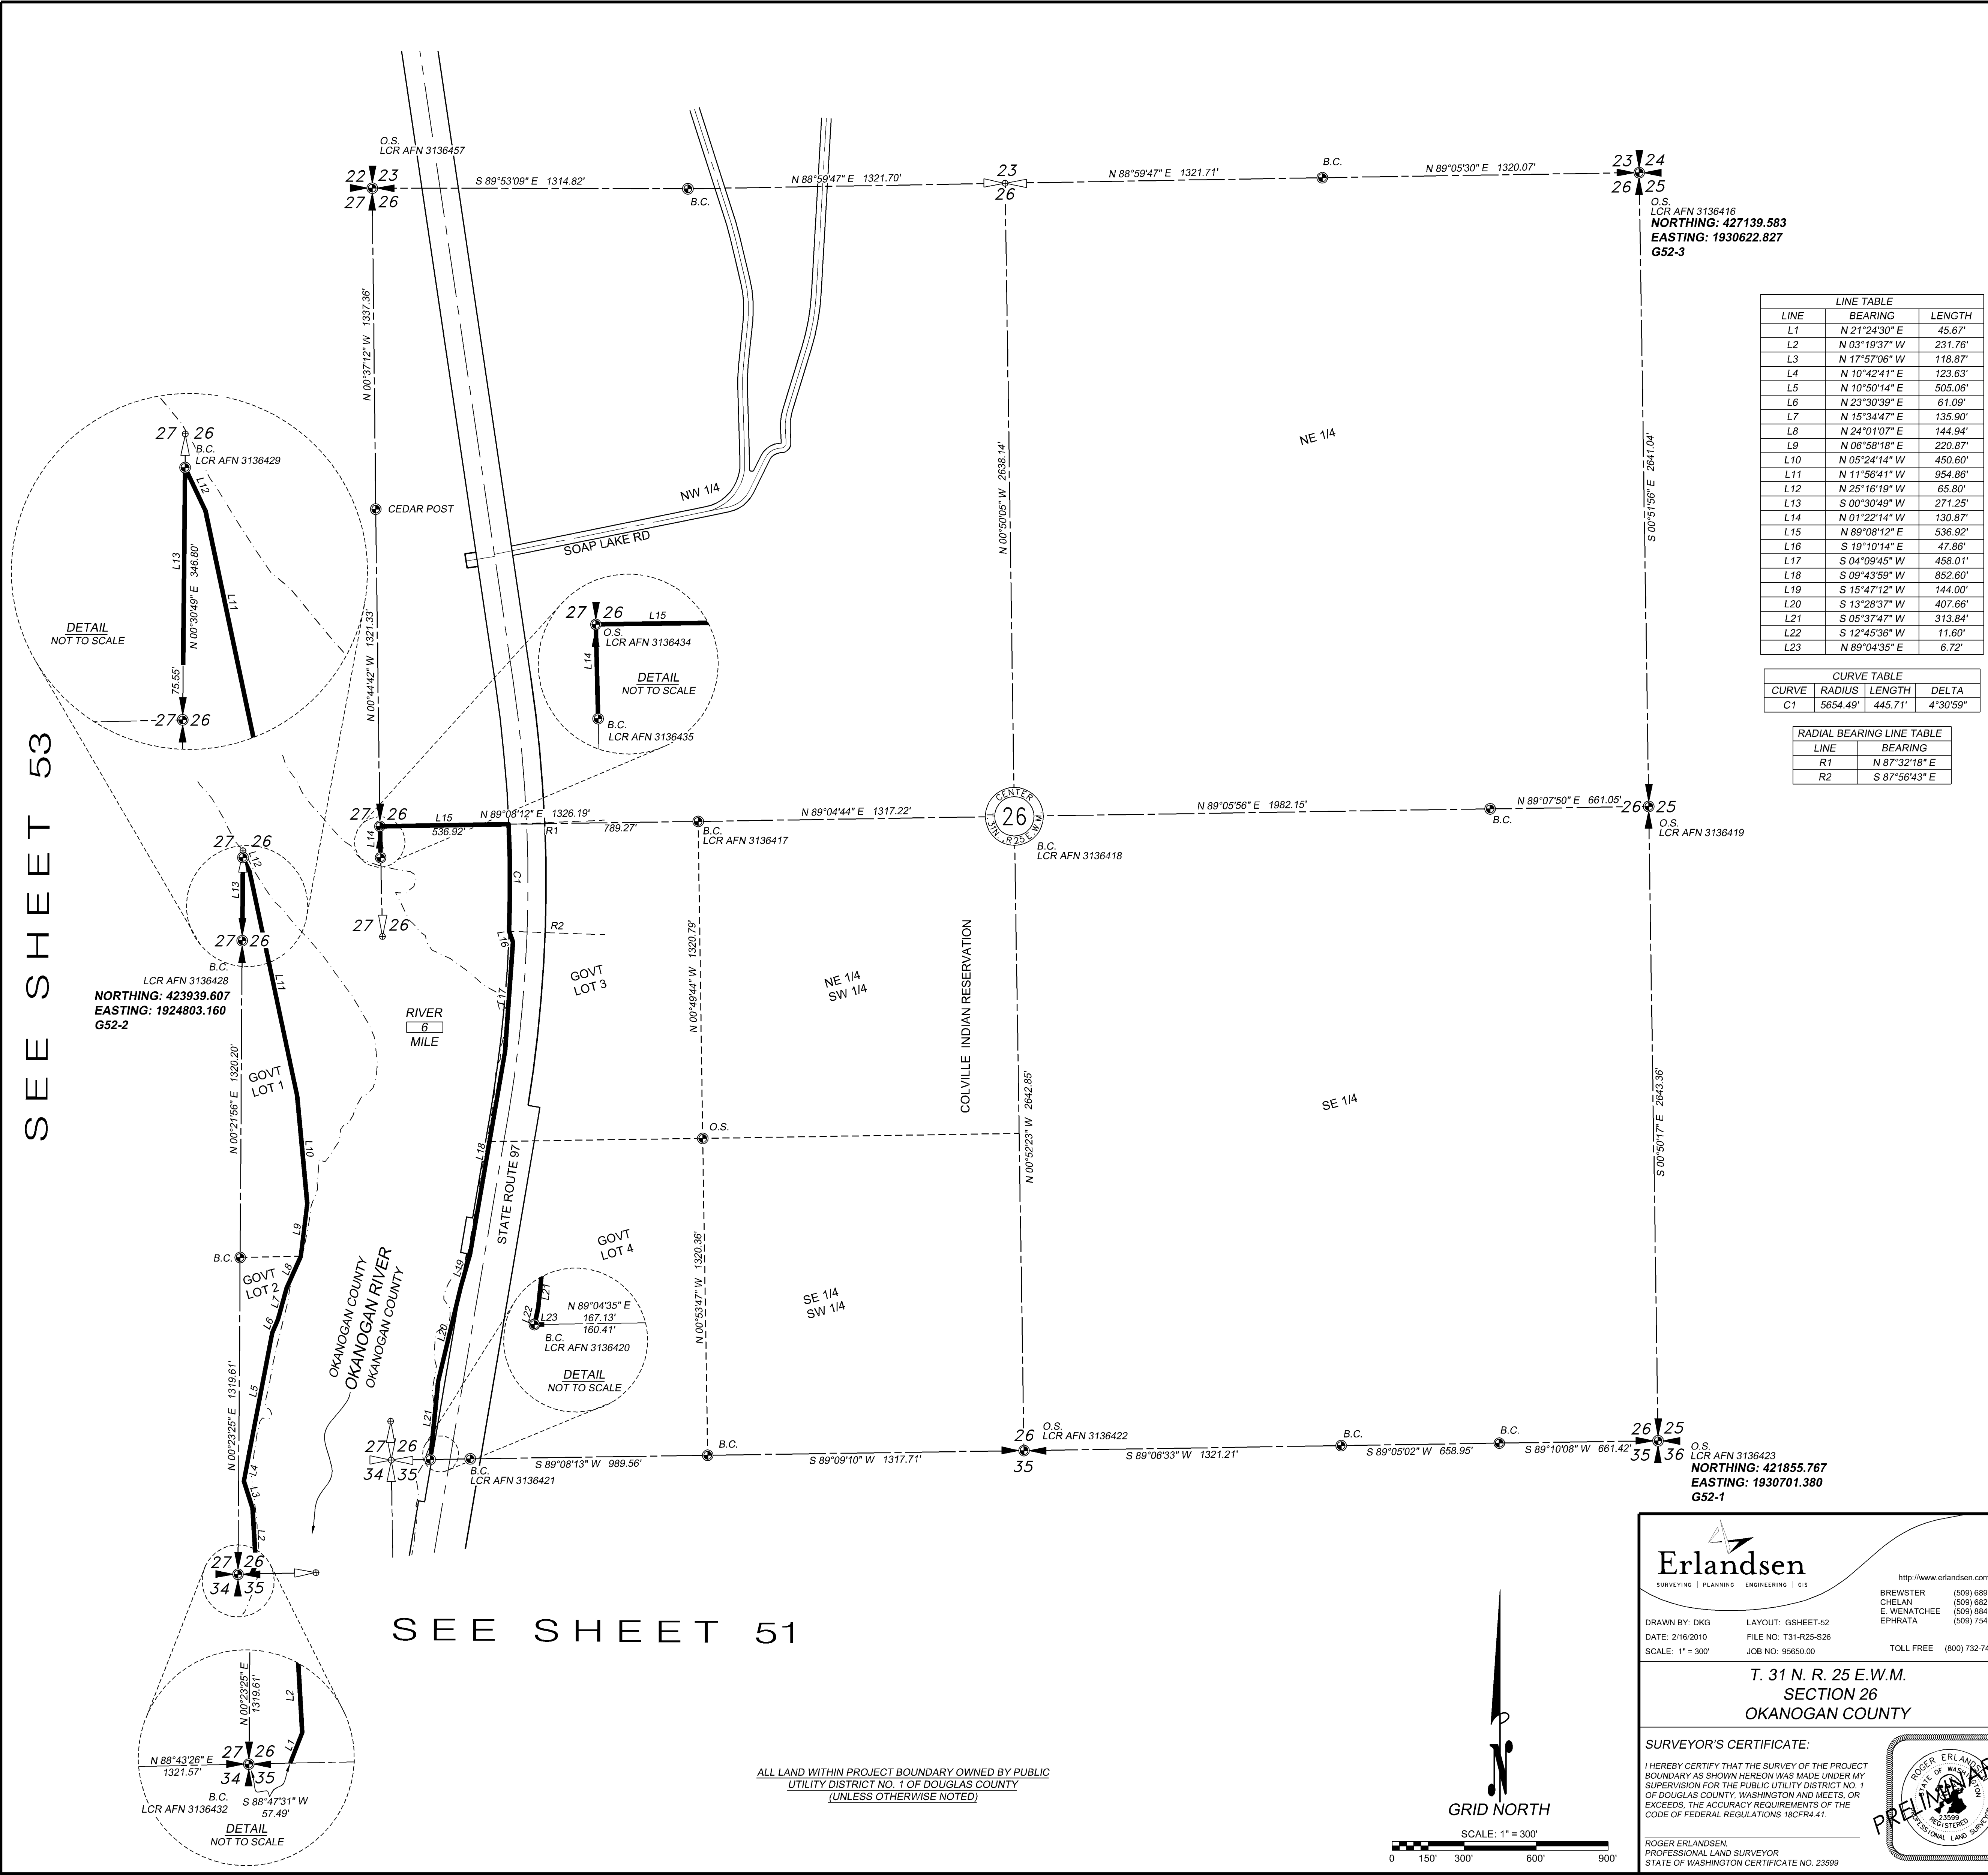 O.S.
LCR AFN 3136457
22 23
27 26
S 89°53'09" E 1314.82'
B.C.
N 88°59'47" E 1321.70'
23
26
N 88°59'47" E 1321.71'
B.C.
N 89°05'30" E 1320.07'
23 24
26 25
O.S.
LCR AFN 3136416
NORTHING: 427139.583
EASTING: 1930622.827
G52-3
LINE TABLE
LINE BEARING LENGTH
L1 N 21°24'30" E 45.67'
L2 N 03°19'37" W 231.76'
L3 N 17°57'06" W 118.87'
L4 N 10°42'41" E 123.63'
L5 N 10°50'14" E 505.06'
L6 N 23°30'39" E 61.09'
L7 N 15°34'47" E 135.90'
L8 N 24°01'07" E 144.94'
L9 N 06°58'18" E 220.87'
L10 N 05°24'14" W 450.60'
L11 N 11°56'41" W 954.86'
L12 N 25°16'19" W 65.80'
L13 S 00°30'49" W 271.25'
L14 N 01°22'14" W 130.87'
L15 N 89°08'12" E 536.92'
L16 S 19°10'14" E 47.86'
L17 S 04°09'45" W 458.01'
L18 S 09°43'59" W 852.60'
L19 S 15°47'12" W 144.00'
L20 S 13°28'37" W 407.66'
L21 S 05°37'47" W 313.84'
L22 S 12°45'36" W 11.60'
L23 N 89°04'35" E 6.72'
CURVE TABLE
CURVE RADIUS LENGTH DELTA
C1 5654.49' 445.71' 4°30'59"
RADIAL BEARING LINE TABLE
LINE BEARING
R1 N 87°32'18" E
R2 S 87°56'43" E
N 00°37'12" W 1337.36'
CEDAR POST
N 00°44'42" W 1321.33'
NW 1/4
SOAP LAKE RD
N 00°50'05" W 2638.14'
NE 1/4
S 00°51'56" E 2641.04'
27 26
B.C.
LCR AFN 3136429
L12
L13
N 00°30'49" E 346.80'
L11
75.55'
27 26
DETAIL
NOT TO SCALE
27 26
L15
O.S.
LCR AFN 3136434
L14
DETAIL
NOT TO SCALE
B.C.
LCR AFN 3136435
SEE SHEET 53
27 26
L15
536.92'
N 89°08'12" E 1326.19'
R1
789.27'
L14
B.C.
LCR AFN 3136417
N 89°04'44" E 1317.22'
CENTER
26
T.31N., R.25E.W.M.
B.C.
LCR AFN 3136418
N 89°05'56" E 1982.15'
B.C.
N 89°07'50" E 661.05'
26 25
O.S.
LCR AFN 3136419
27 26
L12
L13
27 26
B.C.
LCR AFN 3136428
NORTHING: 423939.607
EASTING: 1924803.160
G52-2
L11
C1
27 26
R2
L16
L17
GOVT
LOT 3
RIVER
6
MILE
N 00°49'44" W 1320.79'
NE 1/4
SW 1/4
COLVILLE INDIAN RESERVATION
N 00°52'23" W 2642.85'
SE 1/4
S 00°50'17" E 2643.36'
N 00°21'56" E 1320.20'
GOVT
LOT 1
L10
L18
O.S.
STATE ROUTE 97
L9
B.C.
GOVT
LOT 2
L8
L7
L6
L5
L4
L3
L2
N 00°23'25" E 1319.61'
OKANOGAN COUNTY
OKANOGAN RIVER
OKANOGAN COUNTY
L19
L20
L21
GOVT
LOT 4
N 00°53'47" W 1320.36'
SE 1/4
SW 1/4
L21
L22
L23
N 89°04'35" E
167.13'
160.41'
B.C.
LCR AFN 3136420
DETAIL
NOT TO SCALE
27 26
34 35
B.C.
LCR AFN 3136421
S 89°08'13" W 989.56'
B.C.
S 89°09'10" W 1317.71'
26
35
O.S.
LCR AFN 3136422
S 89°06'33" W 1321.21'
B.C.
S 89°05'02" W 658.95'
B.C.
S 89°10'08" W 661.42'
26 25
35 36
O.S.
LCR AFN 3136423
NORTHING: 421855.767
EASTING: 1930701.380
G52-1
27 26
34 35
SEE SHEET 51
N 00°23'25" E
1319.61'
L2
L1
N 88°43'26" E
1321.57'
27 26
34 35
B.C.
LCR AFN 3136432
S 88°47'31" W
57.49'
DETAIL
NOT TO SCALE
ALL LAND WITHIN PROJECT BOUNDARY OWNED BY PUBLIC
UTILITY DISTRICT NO. 1 OF DOUGLAS COUNTY
(UNLESS OTHERWISE NOTED)
N
GRID NORTH
SCALE: 1" = 300'
0 150' 300' 600' 900'
Erlandsen
SURVEYING | PLANNING | ENGINEERING | GIS
http://www.erlandsen.com
BREWSTER (509) 689
CHELAN (509) 682
E. WENATCHEE (509) 884
EPHRATA (509) 754
TOLL FREE (800) 732-74
DRAWN BY: DKG LAYOUT: GSHEET-52
DATE: 2/16/2010 FILE NO: T31-R25-S26
SCALE: 1" = 300' JOB NO: 95650.00
T. 31 N. R. 25 E.W.M.
SECTION 26
OKANOGAN COUNTY
SURVEYOR'S CERTIFICATE:
I HEREBY CERTIFY THAT THE SURVEY OF THE PROJECT
BOUNDARY AS SHOWN HEREON WAS MADE UNDER MY
SUPERVISION FOR THE PUBLIC UTILITY DISTRICT NO. 1
OF DOUGLAS COUNTY, WASHINGTON AND MEETS, OR
EXCEEDS, THE ACCURACY REQUIREMENTS OF THE
CODE OF FEDERAL REGULATIONS 18CFR4.41.
ROGER ERLANDSEN,
PROFESSIONAL LAND SURVEYOR
STATE OF WASHINGTON CERTIFICATE NO. 23599
ROGER ERLANDS
STATE OF WASHINGTON
23599
REGISTERED
PROFESSIONAL LAND SURVEYO
PRELIMINAR